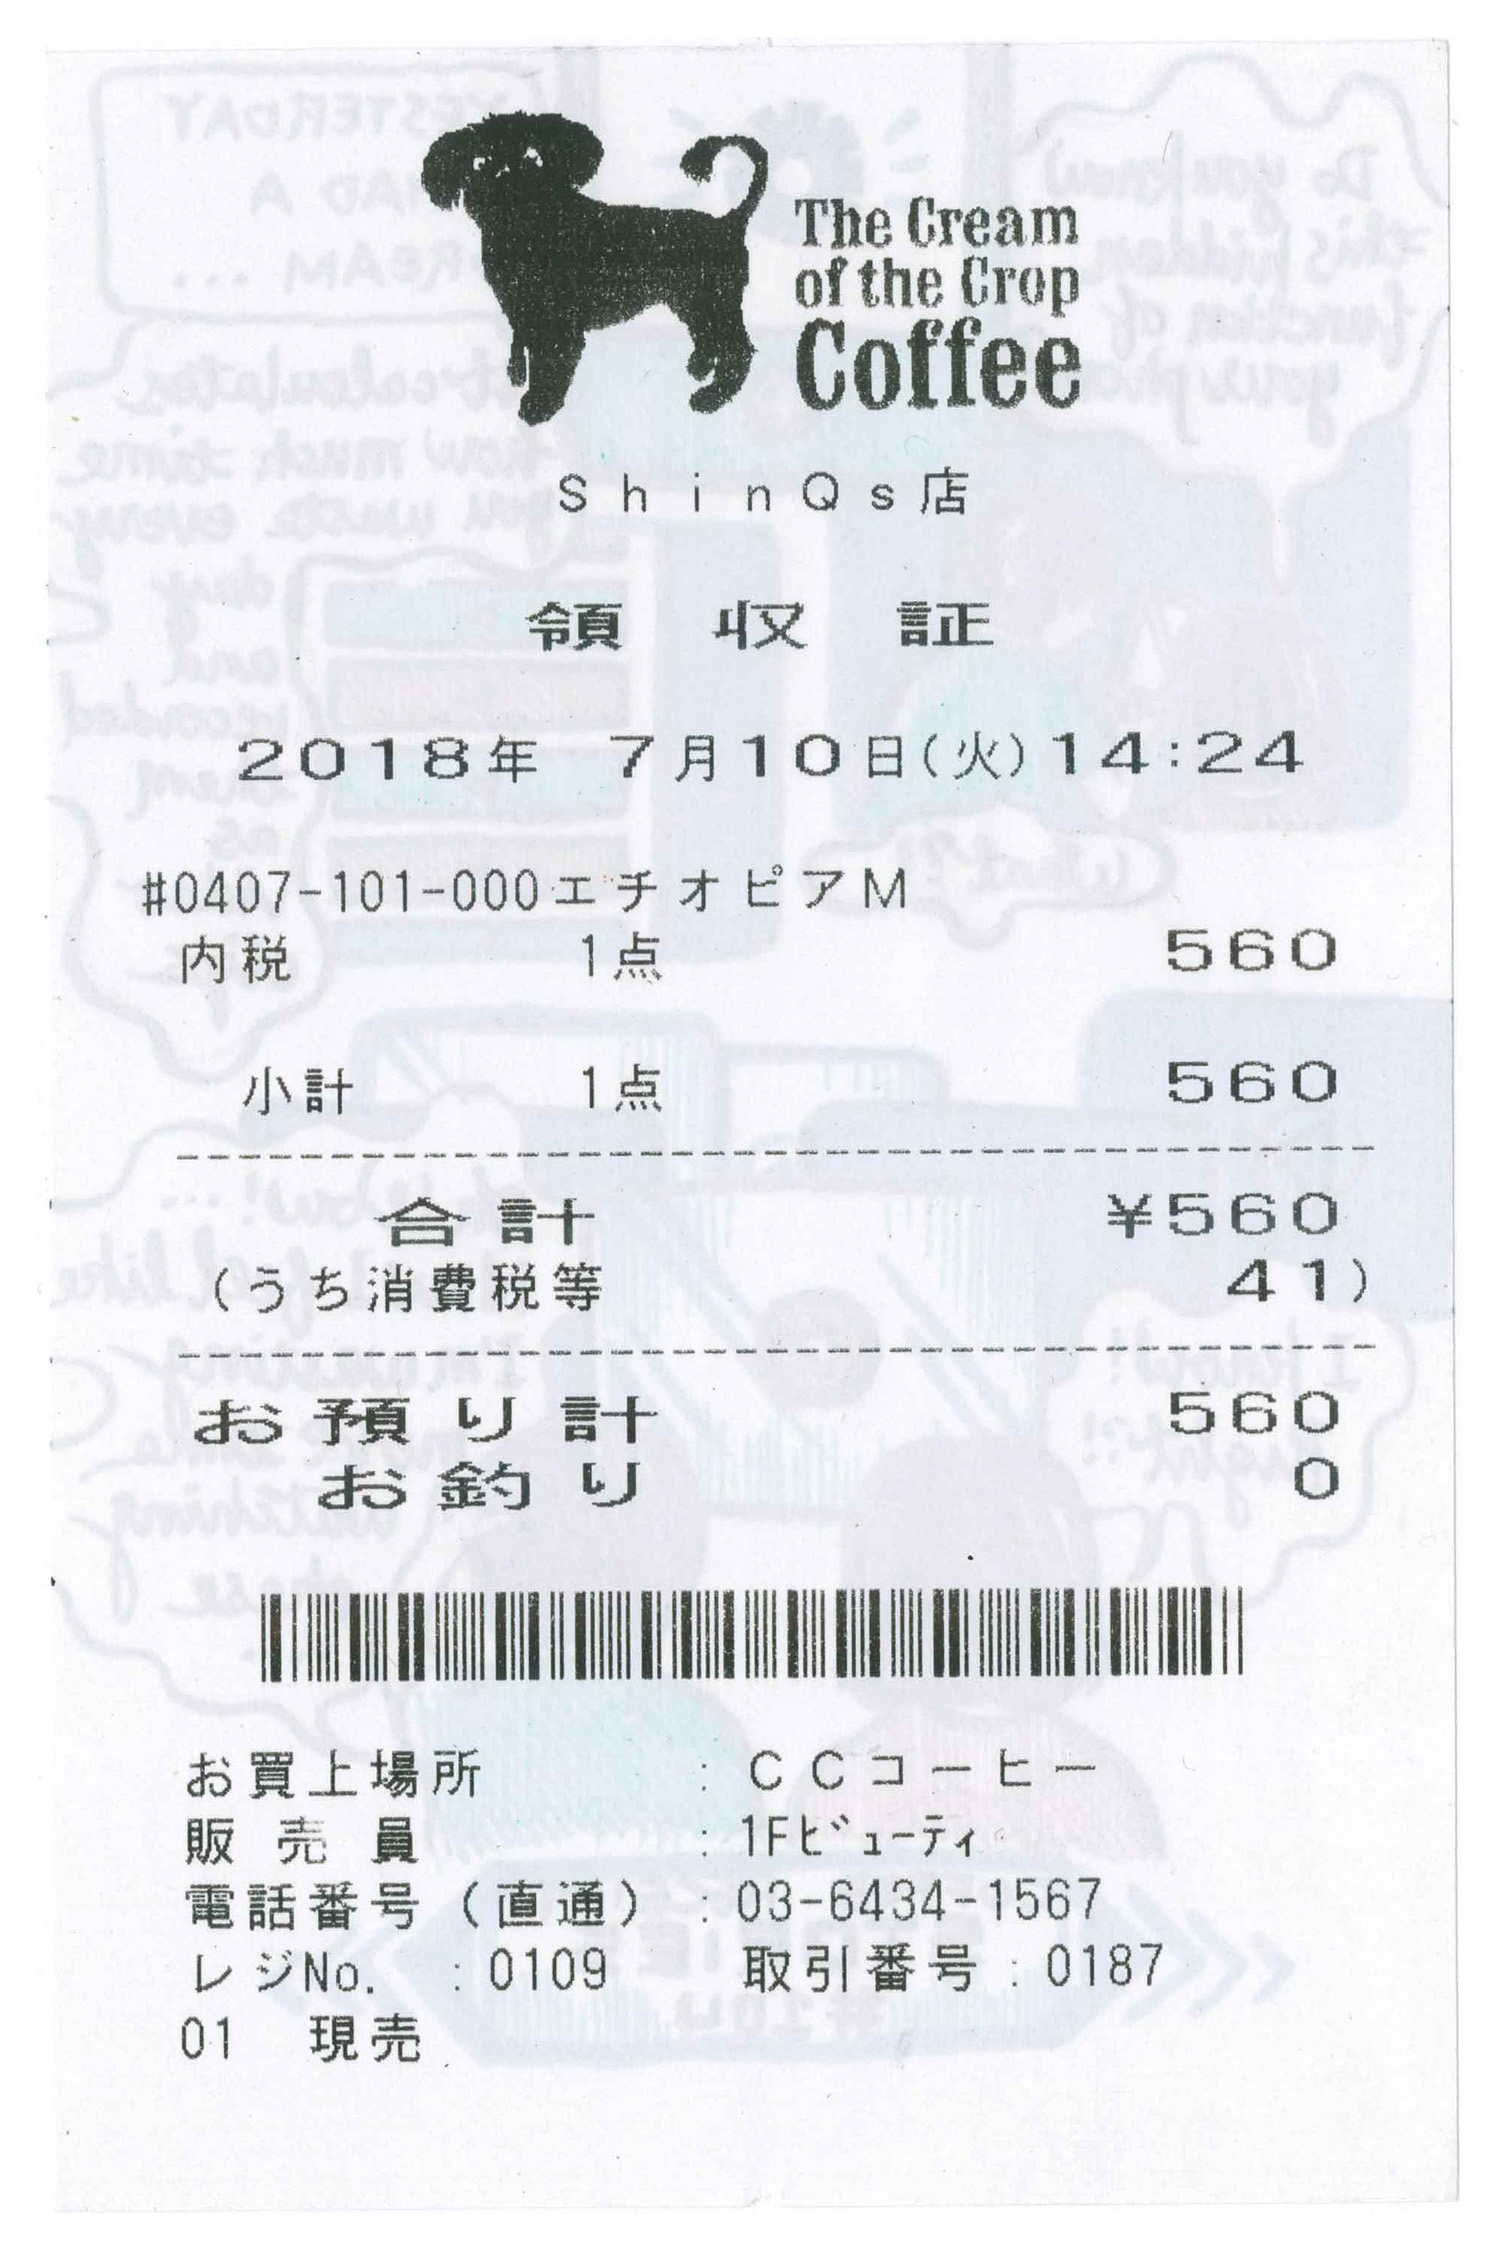 The Cream
of the Crop
Coffee
ShinQs店
領収証
2018年 7月10日(火)14:24
#0407-101-000エチオピアM
内税 1点 560
小計 1点 560
合計 ¥560
(うち消費税等 41)
お預り計 560
お釣り 0
お買上場所 : CCコーヒー
販売員 : 1Fビューティ
電話番号(直通) : 03-6434-1567
レジNo. : 0109 取引番号 : 0187
01 現売